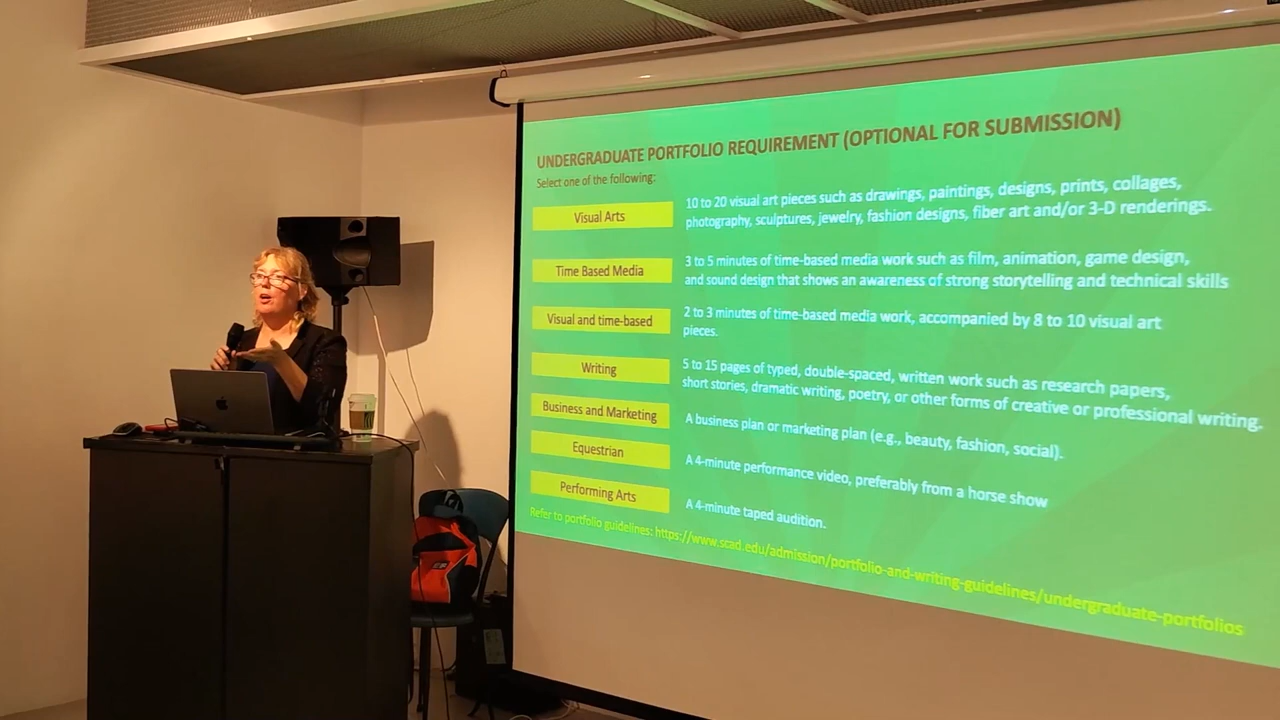 UNDERGRADUATE PORTFOLIO REQUIREMENT (OPTIONAL FOR SUBMISSION)
Select one of the following:
Visual Arts
10 to 20 visual art pieces such as drawings, paintings, designs, prints, collages,
photography, sculptures, jewelry, fashion designs, fiber art and/or 3-D renderings.
Time Based Media
3 to 5 minutes of time-based media work such as film, animation, game design,
and sound design that shows an awareness of strong storytelling and technical skills
Visual and time-based
2 to 3 minutes of time-based media work, accompanied by 8 to 10 visual art
pieces.
Writing
5 to 15 pages of typed, double-spaced, written work such as research papers,
short stories, dramatic writing, poetry, or other forms of creative or professional writing.
Business and Marketing
A business plan or marketing plan (e.g., beauty, fashion, social).
Equestrian
A 4-minute performance video, preferably from a horse show
Performing Arts
A 4-minute taped audition.
Refer to portfolio guidelines: https://www.scad.edu/admission/portfolio-and-writing-guidelines/undergraduate-portfolios